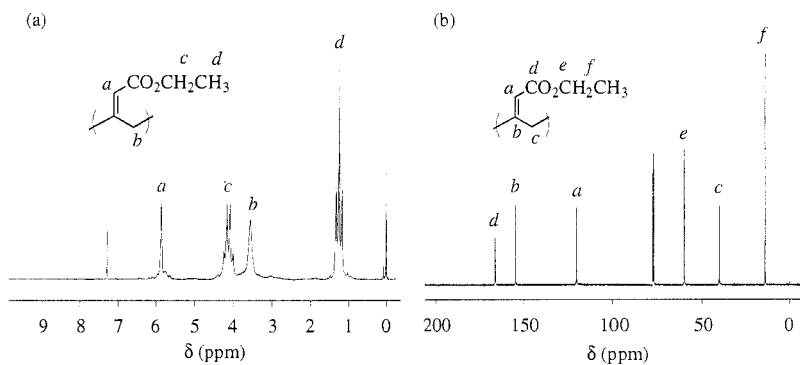 (a)
c d
a CO₂CH₂CH₃
b
d
a c b
9 8 7 6 5 4 3 2 1 0
δ (ppm)
(b)
d e f
a CO₂CH₂CH₃
b c
f
e
d b a c
200 150 100 50 0
δ (ppm)